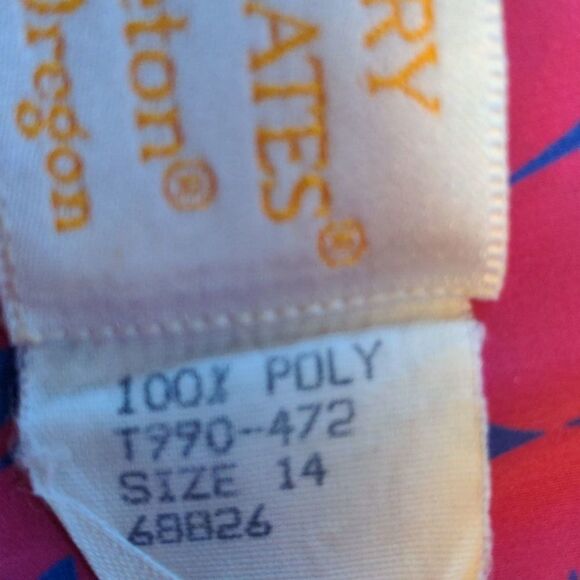 RY
ATES®
ton®
Oregon
100% POLY
T990-472
SIZE 14
68826